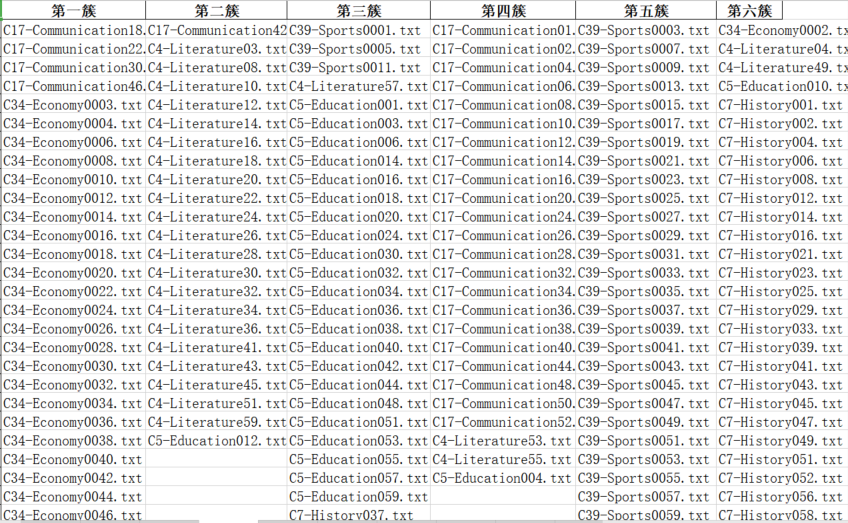 第一簇 第二簇 第三簇 第四簇 第五簇 第六簇
C17-Communication18. C17-Communication42 C39-Sports0001.txt C17-Communication01. C39-Sports0003.txt C34-Economy0002.tx
C17-Communication22. C4-Literature03.txt C39-Sports0005.txt C17-Communication02. C39-Sports0007.txt C4-Literature04.tx
C17-Communication30. C4-Literature08.txt C39-Sports0011.txt C17-Communication04. C39-Sports0009.txt C4-Literature49.tx
C17-Communication46. C4-Literature10.txt C4-Literature57.txt C17-Communication06. C39-Sports0013.txt C5-Education010.tx
C34-Economy0003.txt C4-Literature12.txt C5-Education001.txt C17-Communication08. C39-Sports0015.txt C7-History001.txt
C34-Economy0004.txt C4-Literature14.txt C5-Education003.txt C17-Communication10. C39-Sports0017.txt C7-History002.txt
C34-Economy0006.txt C4-Literature16.txt C5-Education006.txt C17-Communication12. C39-Sports0019.txt C7-History004.txt
C34-Economy0008.txt C4-Literature18.txt C5-Education014.txt C17-Communication14. C39-Sports0021.txt C7-History006.txt
C34-Economy0010.txt C4-Literature20.txt C5-Education016.txt C17-Communication16. C39-Sports0023.txt C7-History008.txt
C34-Economy0012.txt C4-Literature22.txt C5-Education018.txt C17-Communication20. C39-Sports0025.txt C7-History012.txt
C34-Economy0014.txt C4-Literature24.txt C5-Education020.txt C17-Communication24. C39-Sports0027.txt C7-History014.txt
C34-Economy0016.txt C4-Literature26.txt C5-Education024.txt C17-Communication26. C39-Sports0029.txt C7-History016.txt
C34-Economy0018.txt C4-Literature28.txt C5-Education030.txt C17-Communication28. C39-Sports0031.txt C7-History021.txt
C34-Economy0020.txt C4-Literature30.txt C5-Education032.txt C17-Communication32. C39-Sports0033.txt C7-History023.txt
C34-Economy0022.txt C4-Literature32.txt C5-Education034.txt C17-Communication34. C39-Sports0035.txt C7-History025.txt
C34-Economy0024.txt C4-Literature34.txt C5-Education036.txt C17-Communication36. C39-Sports0037.txt C7-History029.txt
C34-Economy0026.txt C4-Literature36.txt C5-Education038.txt C17-Communication38. C39-Sports0039.txt C7-History033.txt
C34-Economy0028.txt C4-Literature41.txt C5-Education040.txt C17-Communication40. C39-Sports0041.txt C7-History039.txt
C34-Economy0030.txt C4-Literature43.txt C5-Education042.txt C17-Communication44. C39-Sports0043.txt C7-History041.txt
C34-Economy0032.txt C4-Literature45.txt C5-Education044.txt C17-Communication48. C39-Sports0045.txt C7-History043.txt
C34-Economy0034.txt C4-Literature51.txt C5-Education048.txt C17-Communication50. C39-Sports0047.txt C7-History045.txt
C34-Economy0036.txt C4-Literature59.txt C5-Education051.txt C17-Communication52. C39-Sports0049.txt C7-History047.txt
C34-Economy0038.txt C5-Education012.txt C5-Education053.txt C4-Literature53.txt C39-Sports0051.txt C7-History049.txt
C34-Economy0040.txt C5-Education055.txt C4-Literature55.txt C39-Sports0053.txt C7-History051.txt
C34-Economy0042.txt C5-Education057.txt C5-Education004.txt C39-Sports0055.txt C7-History052.txt
C34-Economy0044.txt C5-Education059.txt C39-Sports0057.txt C7-History056.txt
C34-Economy0046.txt C7-History037.txt C39-Sports0059.txt C7-History058.txt